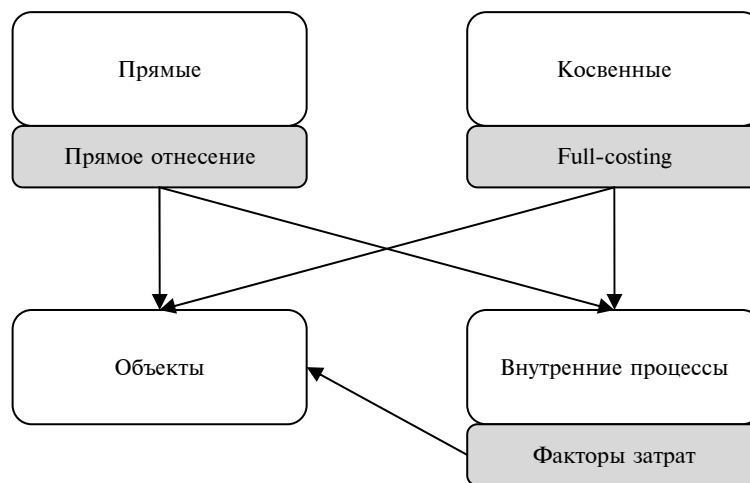 Прямые
Косвенные
Прямое отнесение
Full-costing
Объекты
Внутренние процессы
Факторы затрат